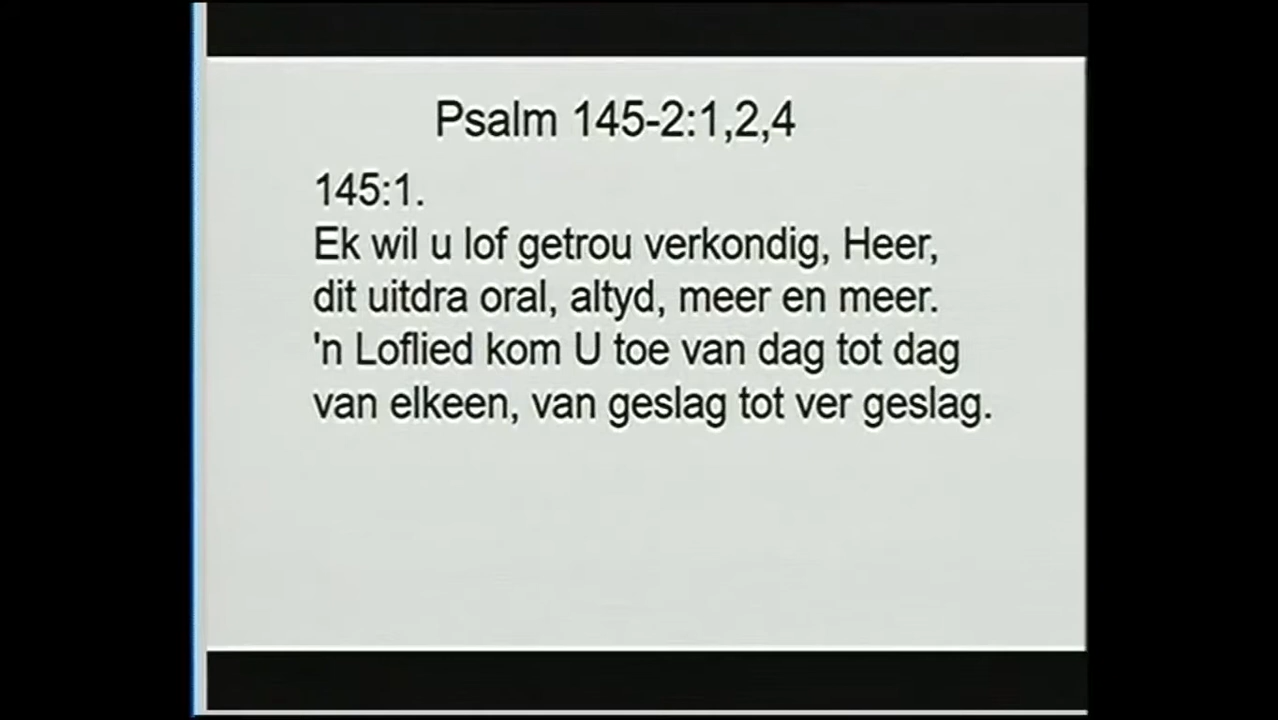 Psalm 145-2:1,2,4
145:1.
Ek wil u lof getrou verkondig, Heer,
dit uitdra oral, altyd, meer en meer.
'n Loflied kom U toe van dag tot dag
van elkeen, van geslag tot ver geslag.